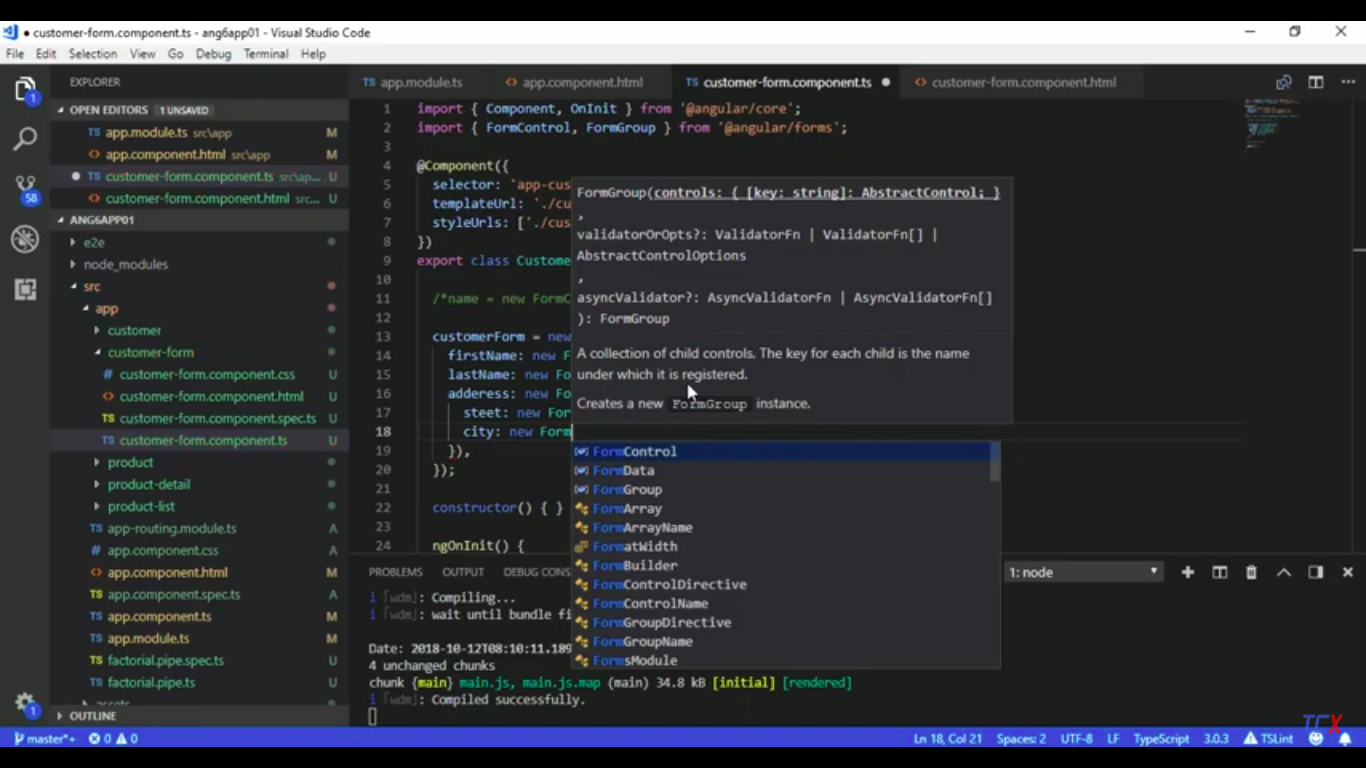 • customer-form.component.ts - ang6app01 - Visual Studio Code
File Edit Selection View Go Debug Terminal Help
EXPLORER
OPEN EDITORS 1 UNSAVED
TS app.module.ts src\app M
<> app.component.html src\app M
● TS customer-form.component.ts src\ap... U
<> customer-form.component.html src... U
ANG6APP01
e2e
node_modules
src
app
customer
customer-form
# customer-form.component.css U
<> customer-form.component.html U
TS customer-form.component.spec.ts U
TS customer-form.component.ts U
product
product-detail
product-list
TS app-routing.module.ts A
# app.component.css A
<> app.component.html M
TS app.component.spec.ts A
TS app.component.ts M
TS app.module.ts M
TS factorial.pipe.spec.ts U
TS factorial.pipe.ts U
assets
OUTLINE
1
58
1
TS app.module.ts <> app.component.html TS customer-form.component.ts ● <> customer-form.component.html
1 import { Component, OnInit } from '@angular/core';
2 import { FormControl, FormGroup } from '@angular/forms';
3
4 @Component({
5 selector: 'app-cus
6 templateUrl: './cu
7 styleUrls: ['./cus
8 })
9 export class Custome
10
11 /*name = new FormC
12
13 customerForm = new
14 firstName: new F
15 lastName: new Fo
16 adderess: new Fo
17 steet: new For
18 city: new Form
19 }),
20 });
21
22 constructor() { }
23
24 ngOnInit() {
FormGroup(controls: { [key: string]: AbstractControl; }
,
validatorOrOpts?: ValidatorFn | ValidatorFn[] |
AbstractControlOptions
,
asyncValidator?: AsyncValidatorFn | AsyncValidatorFn[]
): FormGroup
A collection of child controls. The key for each child is the name
under which it is registered.
Creates a new FormGroup instance.
FormControl
FormData
FormGroup
FormArray
FormArrayName
FormatWidth
FormBuilder
FormControlDirective
FormControlName
FormGroupDirective
FormGroupName
FormsModule
PROBLEMS OUTPUT DEBUG CONS 1: node
i ｢wdm｣: Compiling...
i ｢wdm｣: wait until bundle fi
Date: 2018-10-12T08:10:11.189
4 unchanged chunks
chunk {main} main.js, main.js.map (main) 34.8 kB [initial] [rendered]
i ｢wdm｣: Compiled successfully.
TCX
master*+ 0 0 Ln 18, Col 21 Spaces: 2 UTF-8 LF TypeScript 3.0.3 TSLint